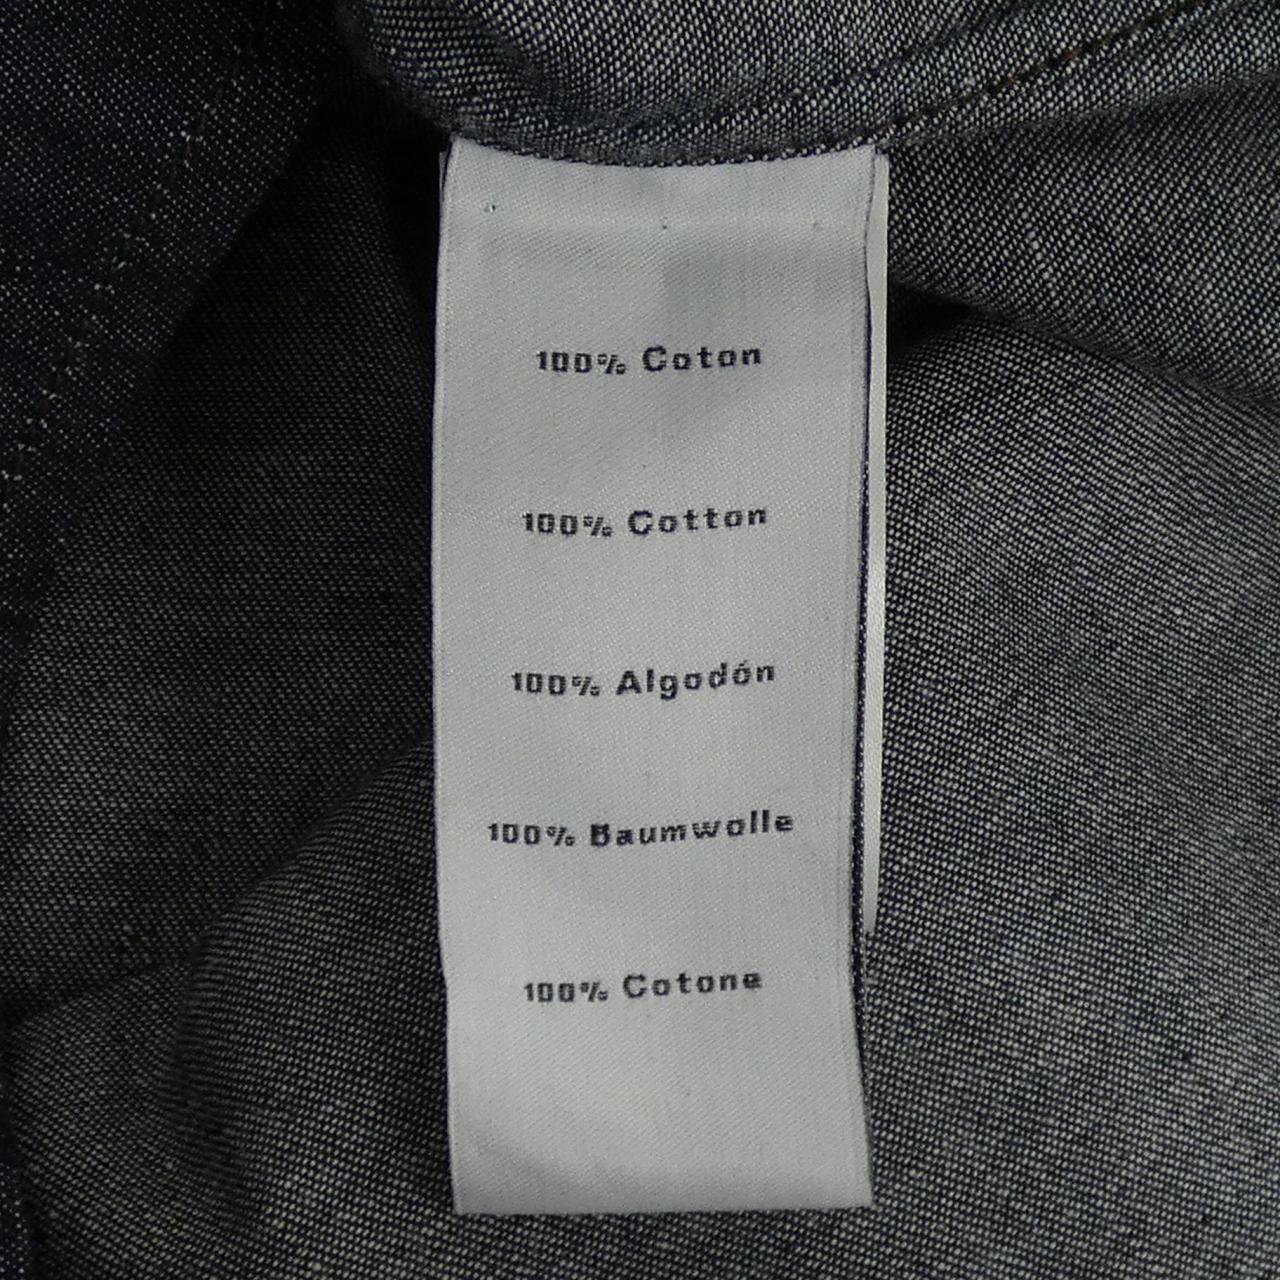 100% Coton
100% Cotton
100% Algodón
100% Baumwolle
100% Cotone